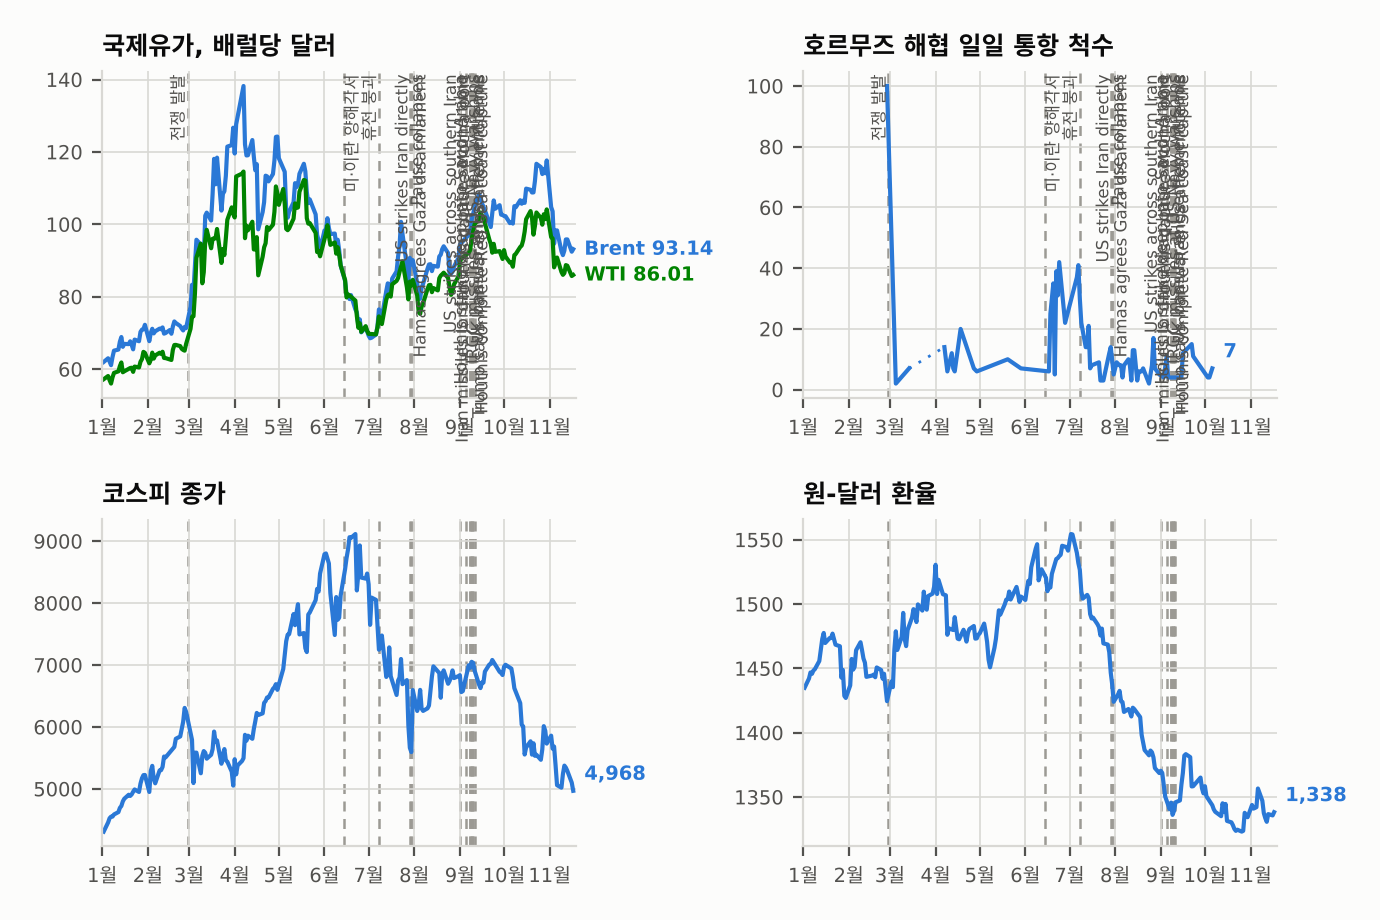 국제유가, 배럴당 달러
140
120
100
80
60
전쟁 발발
미·이란 양해각서
휴전 붕괴
US strikes Iran directly
Hamas agrees Gaza disarmament
US strikes across southern Iran
Brent 93.14
WTI 86.01
1월 2월 3월 4월 5월 6월 7월 8월 9월 10월 11월
호르무즈 해협 일일 통항 척수
100
80
60
40
20
0
전쟁 발발
미·이란 양해각서
휴전 붕괴
US strikes Iran directly
Hamas agrees Gaza disarmament
US strikes across southern Iran
7
1월 2월 3월 4월 5월 6월 7월 8월 9월 10월 11월
코스피 종가
9000
8000
7000
6000
5000
4,968
1월 2월 3월 4월 5월 6월 7월 8월 9월 10월 11월
원-달러 환율
1550
1500
1450
1400
1350
1,338
1월 2월 3월 4월 5월 6월 7월 8월 9월 10월 11월